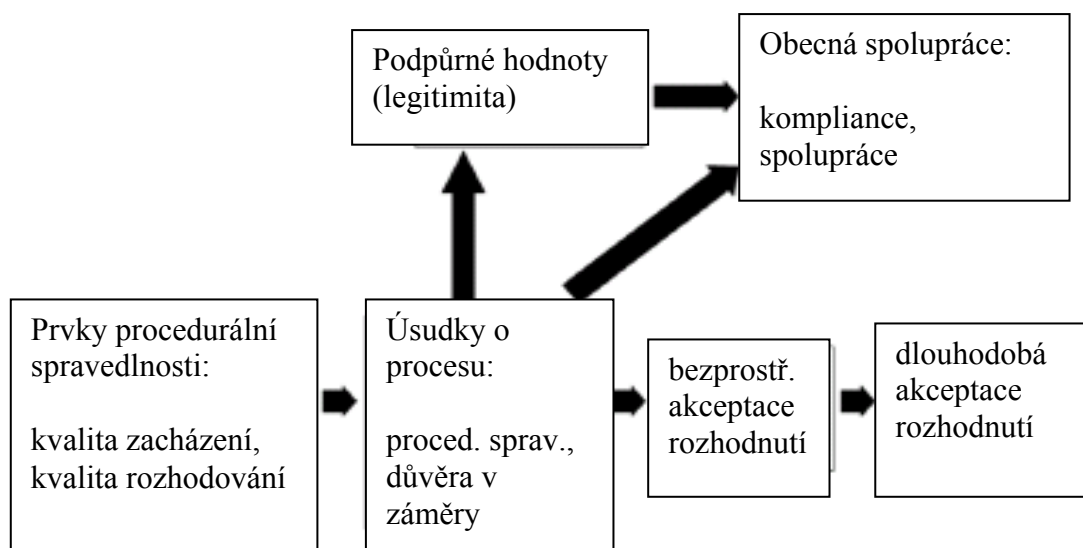 Podpůrné hodnoty
(legitimita)
Obecná spolupráce:
kompliance,
spolupráce
Prvky procedurální
spravedlnosti:
kvalita zacházení,
kvalita rozhodování
Úsudky o
procesu:
proced. sprav.,
důvěra v
záměry
bezprostř.
akceptace
rozhodnutí
dlouhodobá
akceptace
rozhodnutí